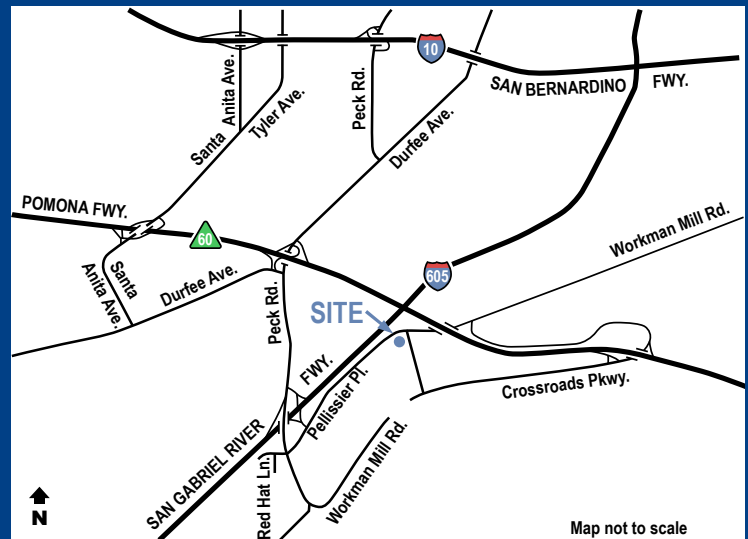 10
SAN BERNARDINO FWY.
Santa Anita Ave.
Tyler Ave.
Peck Rd.
Durfee Ave.
POMONA FWY.
60
Workman Mill Rd.
Santa Anita Ave.
Durfee Ave.
605
Peck Rd.
SITE
SAN GABRIEL RIVER FWY.
Pellissier Pl.
Crossroads Pkwy.
Red Hat Ln.
Workman Mill Rd.
N
Map not to scale